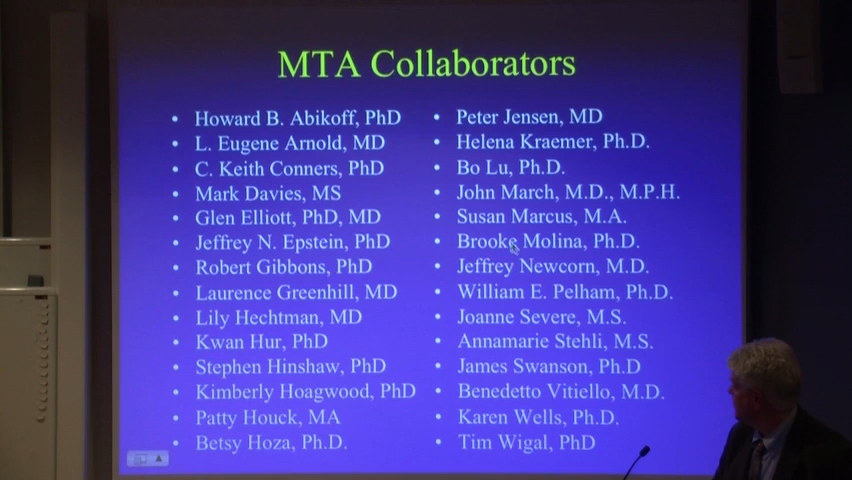 MTA Collaborators
• Howard B. Abikoff, PhD
• L. Eugene Arnold, MD
• C. Keith Conners, PhD
• Mark Davies, MS
• Glen Elliott, PhD, MD
• Jeffrey N. Epstein, PhD
• Robert Gibbons, PhD
• Laurence Greenhill, MD
• Lily Hechtman, MD
• Kwan Hur, PhD
• Stephen Hinshaw, PhD
• Kimberly Hoagwood, PhD
• Patty Houck, MA
• Betsy Hoza, Ph.D.
• Peter Jensen, MD
• Helena Kraemer, Ph.D.
• Bo Lu, Ph.D.
• John March, M.D., M.P.H.
• Susan Marcus, M.A.
• Brooke Molina, Ph.D.
• Jeffrey Newcorn, M.D.
• William E. Pelham, Ph.D.
• Joanne Severe, M.S.
• Annamarie Stehli, M.S.
• James Swanson, Ph.D
• Benedetto Vitiello, M.D.
• Karen Wells, Ph.D.
• Tim Wigal, PhD